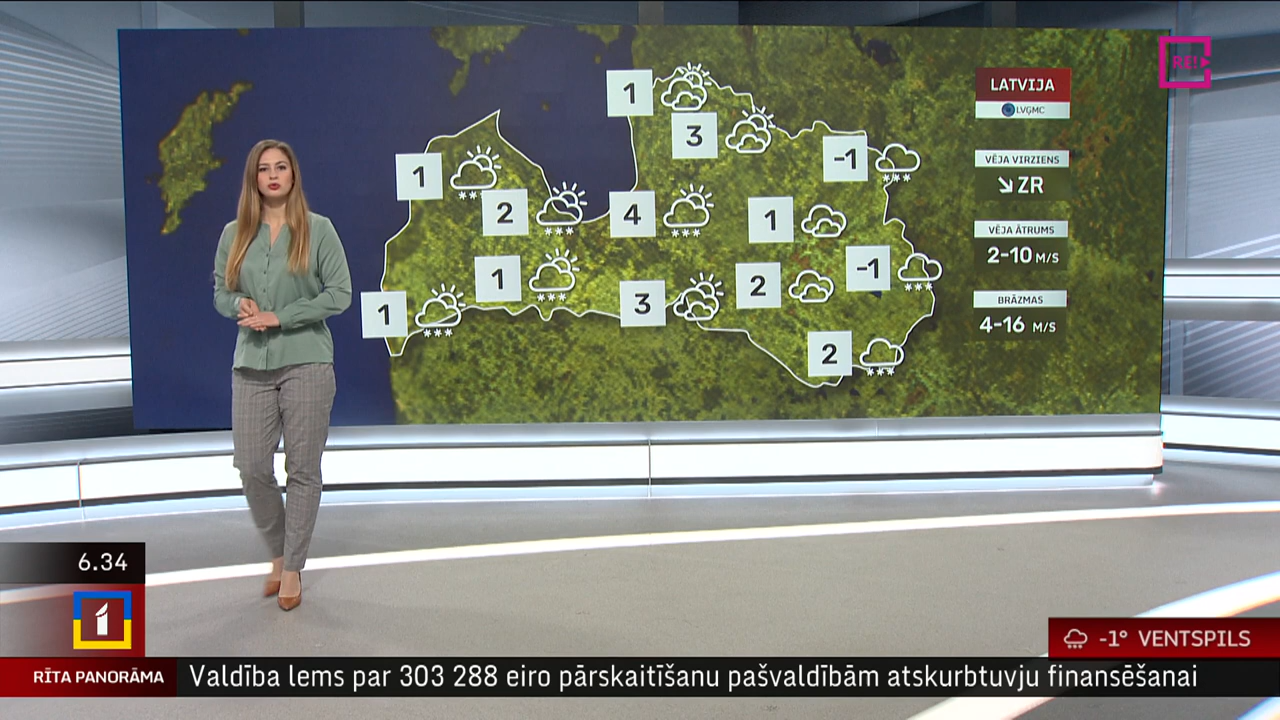 RE!
LATVIJA
LVĢMC
1
3
-1
1
VĒJA VIRZIENS
ZR
2
4
1
VĒJA ĀTRUMS
2-10 M/S
1
3
2
-1
1
BRĀZMAS
4-16 M/S
2
6.34
1
-1° VENTSPILS
RĪTA PANORĀMA
Valdība lems par 303 288 eiro pārskaitīšanu pašvaldībām atskurbtuvju finansēšanai